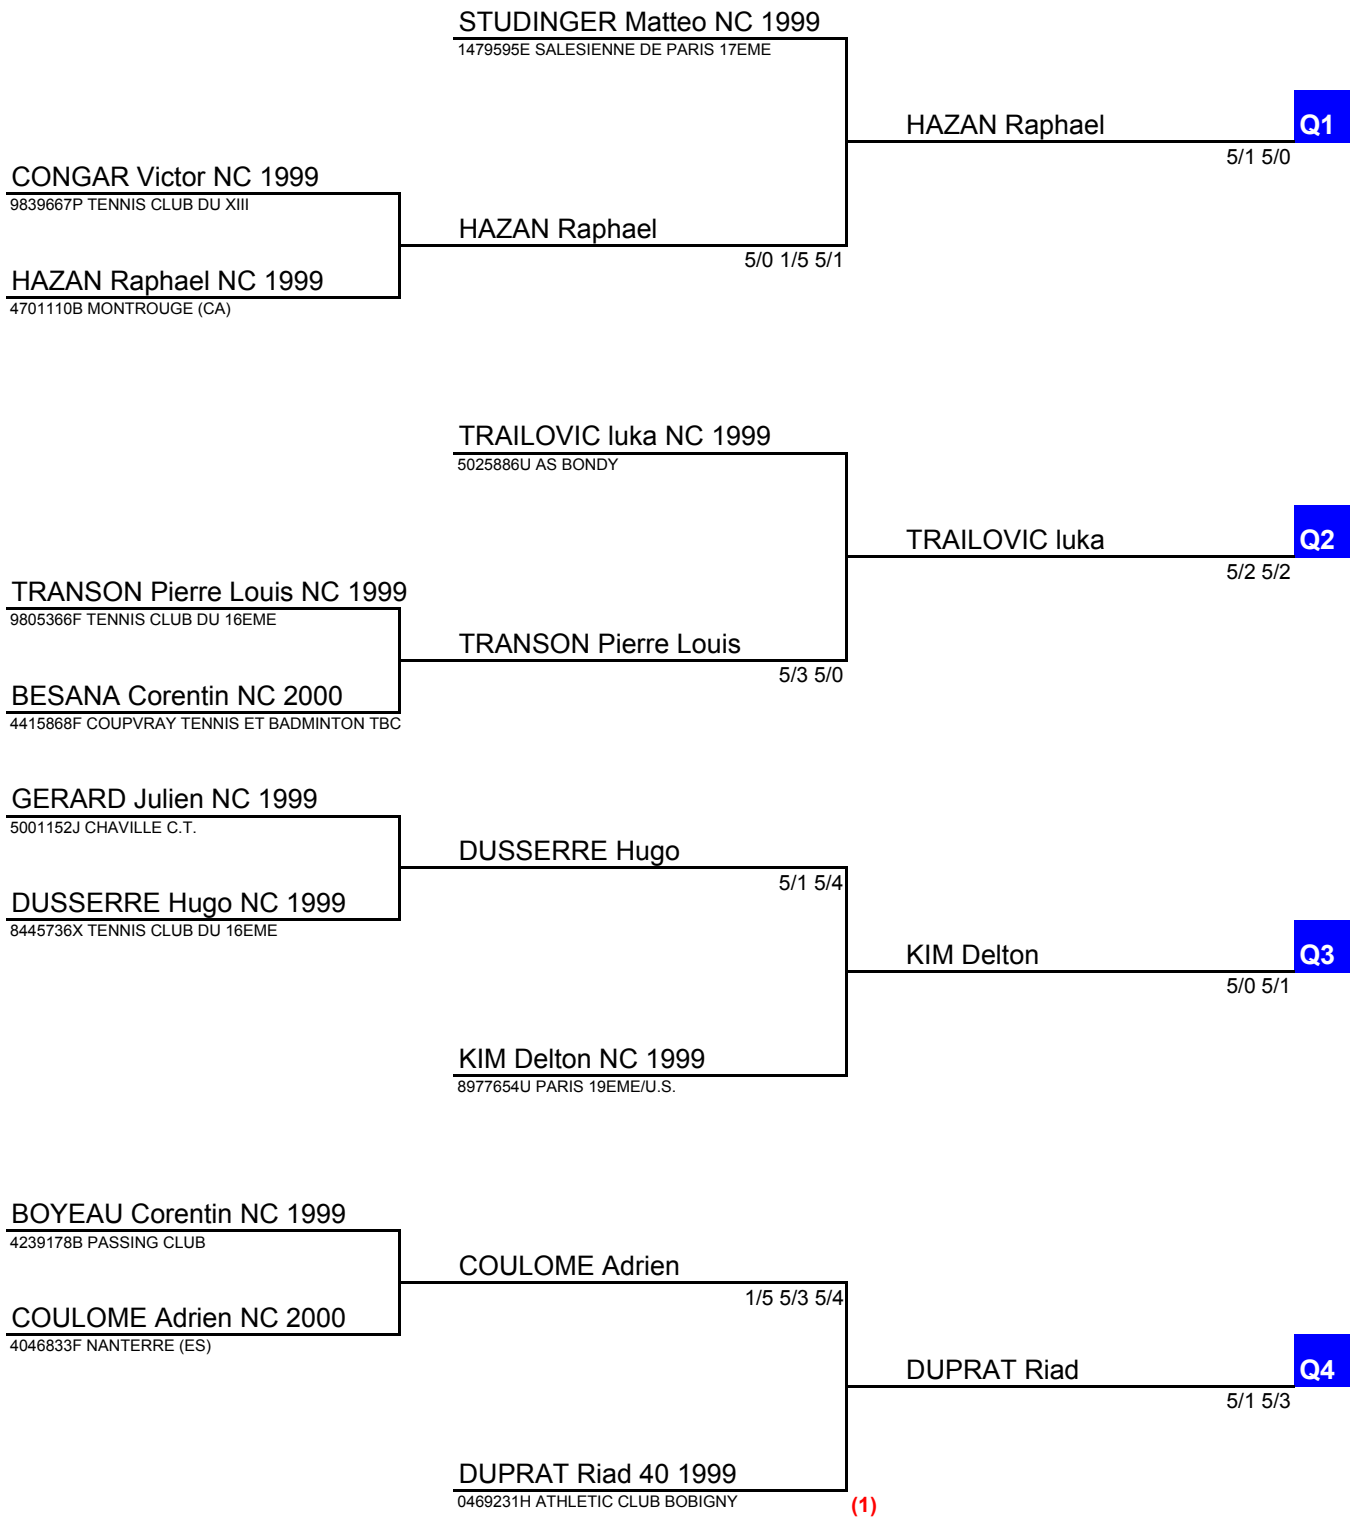 STUDINGER Matteo NC 1999
1479595E SALESIENNE DE PARIS 17EME
HAZAN Raphael
Q1
5/1 5/0
CONGAR Victor NC 1999
9839667P TENNIS CLUB DU XIII
HAZAN Raphael
5/0 1/5 5/1
HAZAN Raphael NC 1999
4701110B MONTROUGE (CA)
TRAILOVIC luka NC 1999
5025886U AS BONDY
TRAILOVIC luka
Q2
5/2 5/2
TRANSON Pierre Louis NC 1999
9805366F TENNIS CLUB DU 16EME
TRANSON Pierre Louis
5/3 5/0
BESANA Corentin NC 2000
4415868F COUPVRAY TENNIS ET BADMINTON TBC
GERARD Julien NC 1999
5001152J CHAVILLE C.T.
DUSSERRE Hugo
5/1 5/4
DUSSERRE Hugo NC 1999
8445736X TENNIS CLUB DU 16EME
KIM Delton
Q3
5/0 5/1
KIM Delton NC 1999
8977654U PARIS 19EME/U.S.
BOYEAU Corentin NC 1999
4239178B PASSING CLUB
COULOME Adrien
1/5 5/3 5/4
COULOME Adrien NC 2000
4046833F NANTERRE (ES)
DUPRAT Riad
Q4
5/1 5/3
DUPRAT Riad 40 1999
0469231H ATHLETIC CLUB BOBIGNY
(1)